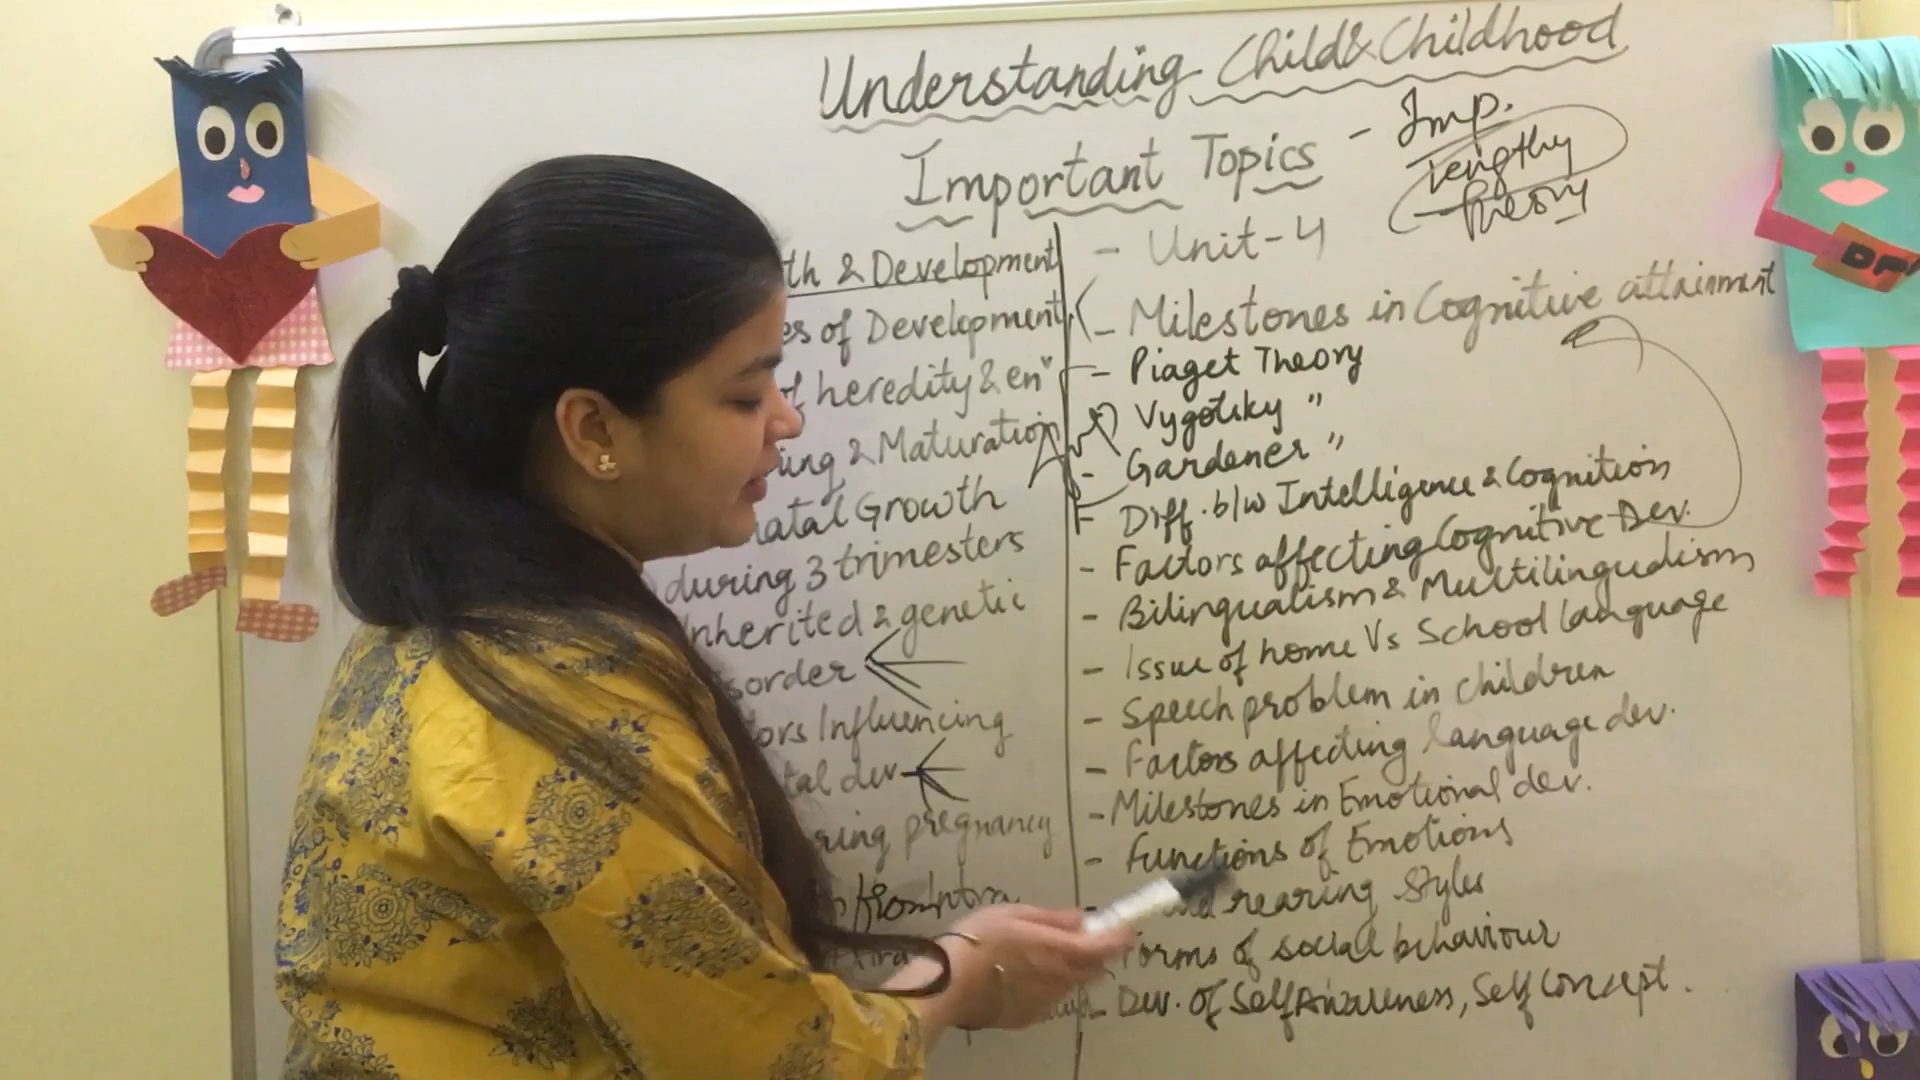 Understanding Child & Childhood
Important Topics - Imp.
Lengthy
Theory
th & Development
es of Development
of heredity & en
ing & Maturation
natal Growth
during 3 trimesters
Inherited & genetic
sorder
ors Influencing
tal dev
ring pregnancy
- Unit-4
- Milestones in Cognitive attainment
- Piaget Theory
Vygotsky "
- Gardener "
- Diff. b/w Intelligence & Cognition
- Factors affecting Cognitive Dev.
- Bilingualism & Multilingualism
- Issue of home Vs School language
- Speech problem in children
- Factors affecting language dev.
- Milestones in Emotional dev.
- Functions of Emotions
- rearing styles
Forms of social behaviour
- Dev. of Self Awareness, Self Concept.